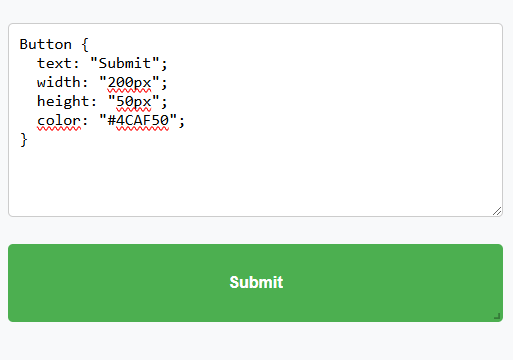 Button {
  text: "Submit";
  width: "200px";
  height: "50px";
  color: "#4CAF50";
}
Submit